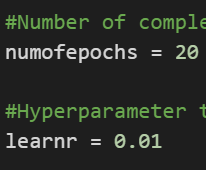 #Number of comple
numofepochs = 20
#Hyperparameter t
learnr = 0.01